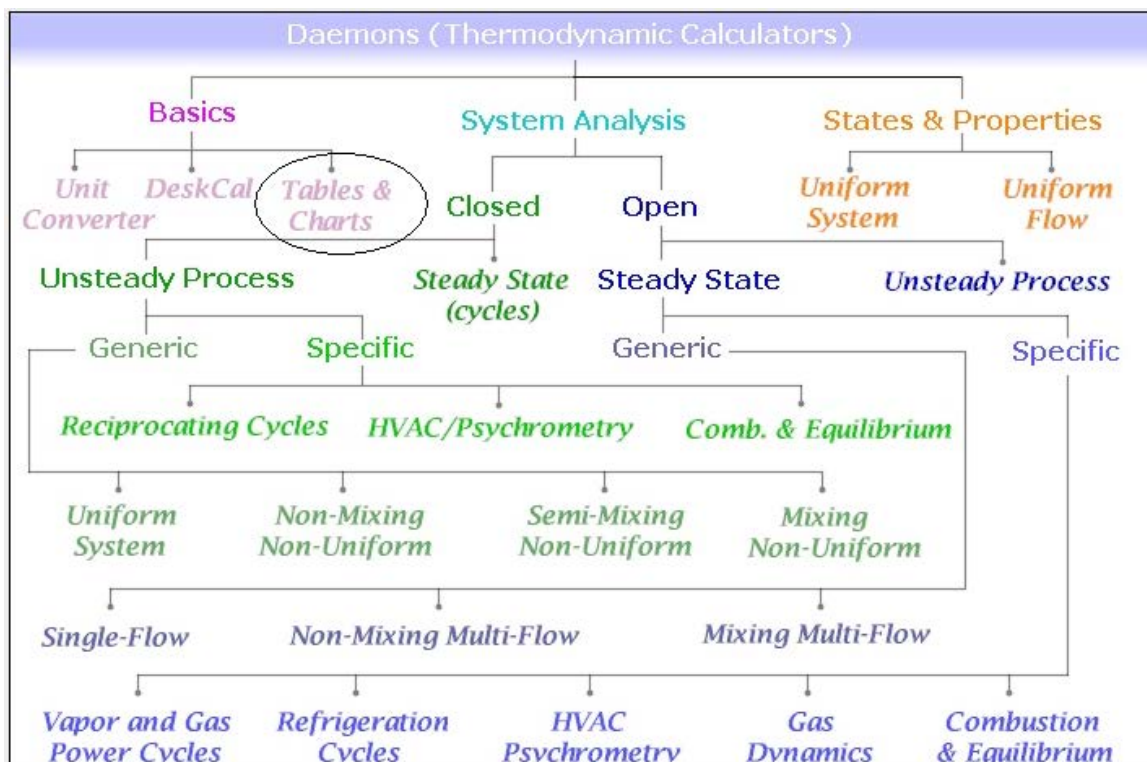 Daemons (Thermodynamic Calculators)
Basics
System Analysis
States & Properties
Unit
Converter
DeskCal
Tables &
Charts
Closed
Open
Uniform
System
Uniform
Flow
Unsteady Process
Steady State
(cycles)
Steady State
Unsteady Process
Generic
Specific
Generic
Specific
Reciprocating Cycles
HVAC/Psychrometry
Comb. & Equilibrium
Uniform
System
Non-Mixing
Non-Uniform
Semi-Mixing
Non-Uniform
Mixing
Non-Uniform
Single-Flow
Non-Mixing Multi-Flow
Mixing Multi-Flow
Vapor and Gas
Power Cycles
Refrigeration
Cycles
HVAC
Psychrometry
Gas
Dynamics
Combustion
& Equilibrium